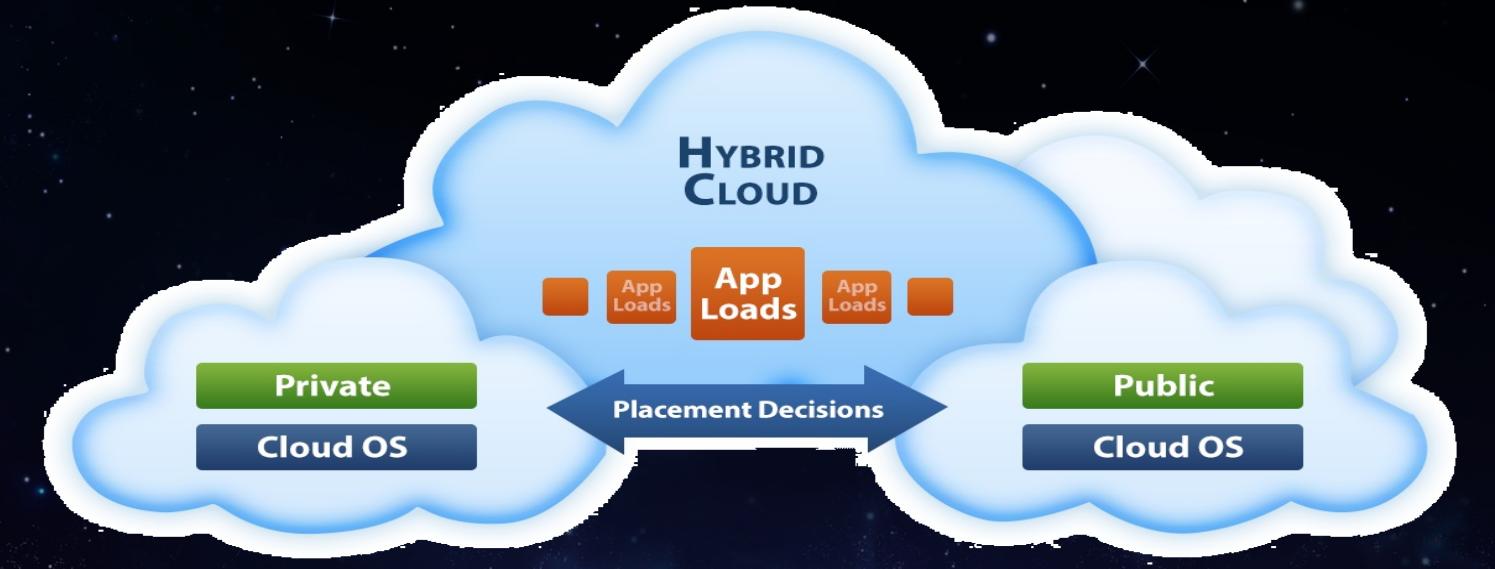 HYBRID
CLOUD
App
Loads
App
Loads
App
Loads
Private
Cloud OS
Placement Decisions
Public
Cloud OS